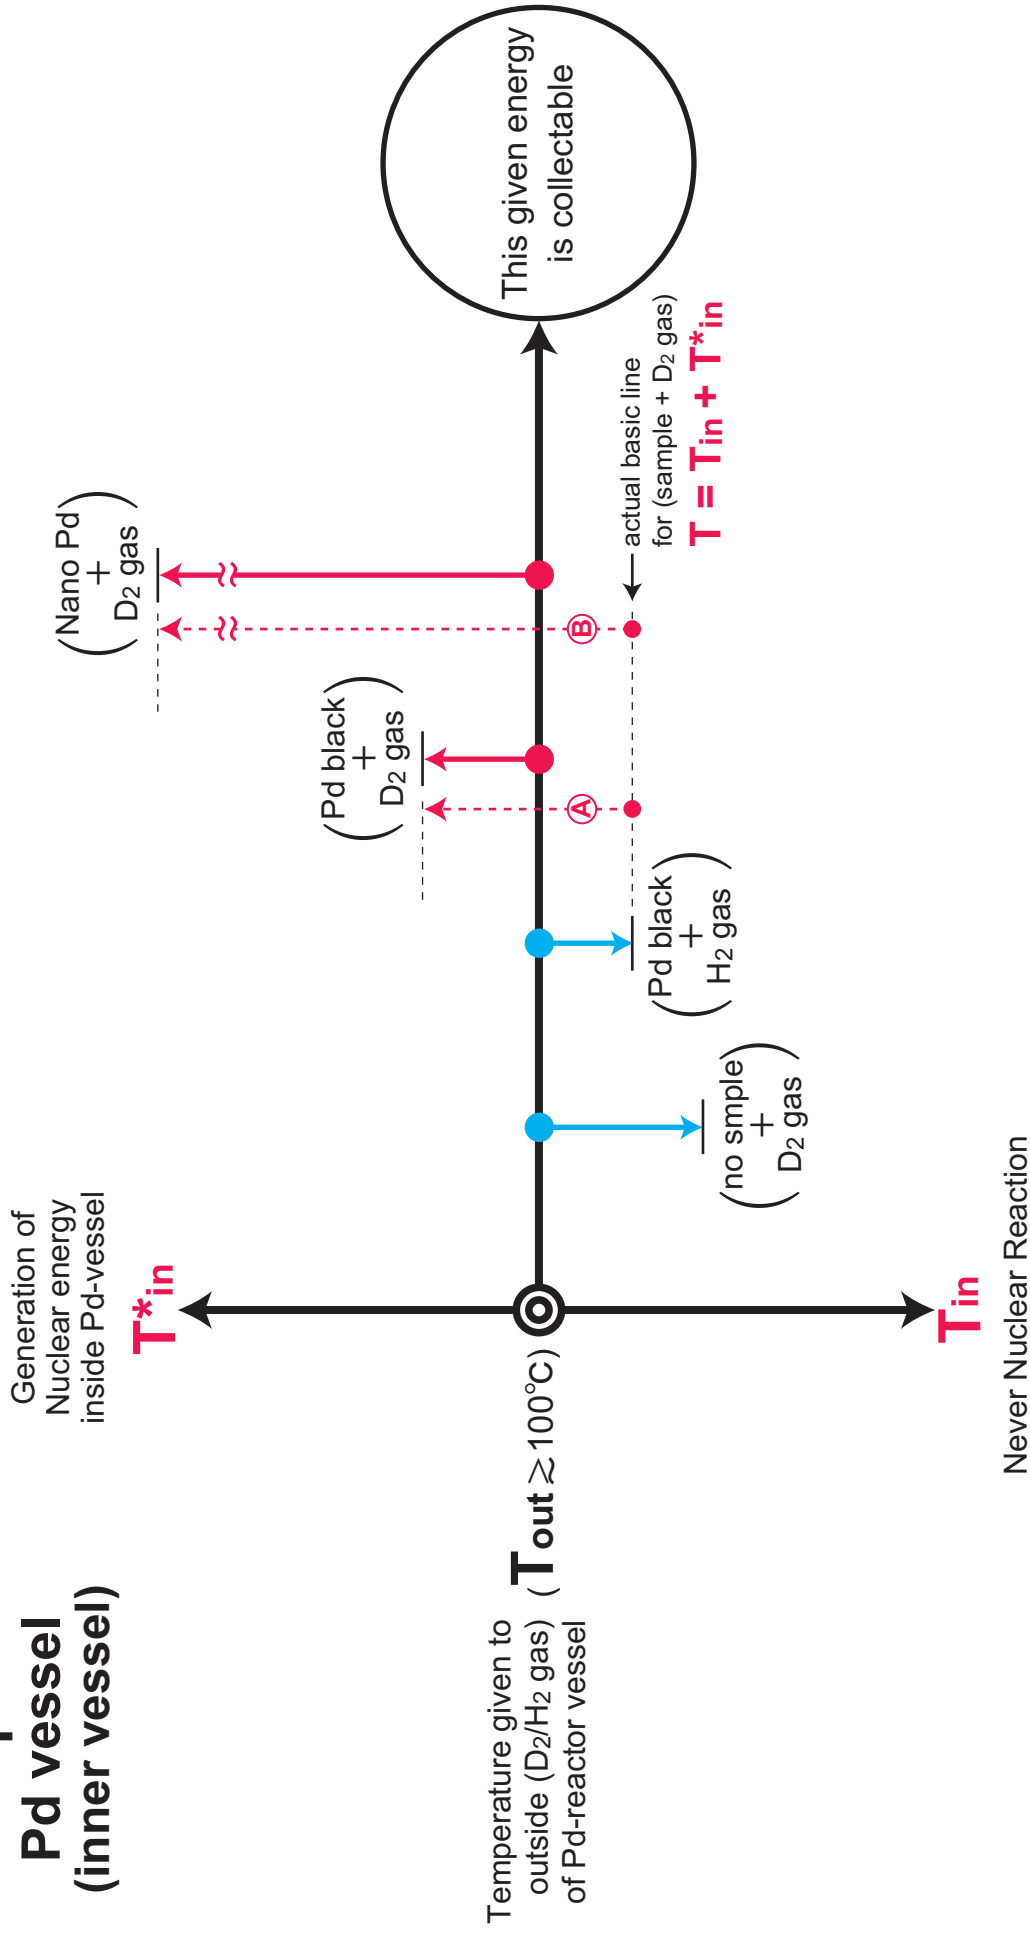 Pd vessel
(inner vessel)
Generation of
Nuclear energy
inside Pd-vessel
T*in
Temperature given to
outside (D2/H2 gas)
of Pd-reactor vessel
(Tout ≳ 100℃)
Tin
Never Nuclear Reaction
(no smple
+
D2 gas)
(Pd black
+
H2 gas)
(Pd black
+
D2 gas)
(Nano Pd
+
D2 gas)
A
B
actual basic line
for (sample + D2 gas)
T = Tin + T*in
This given energy
is collectable